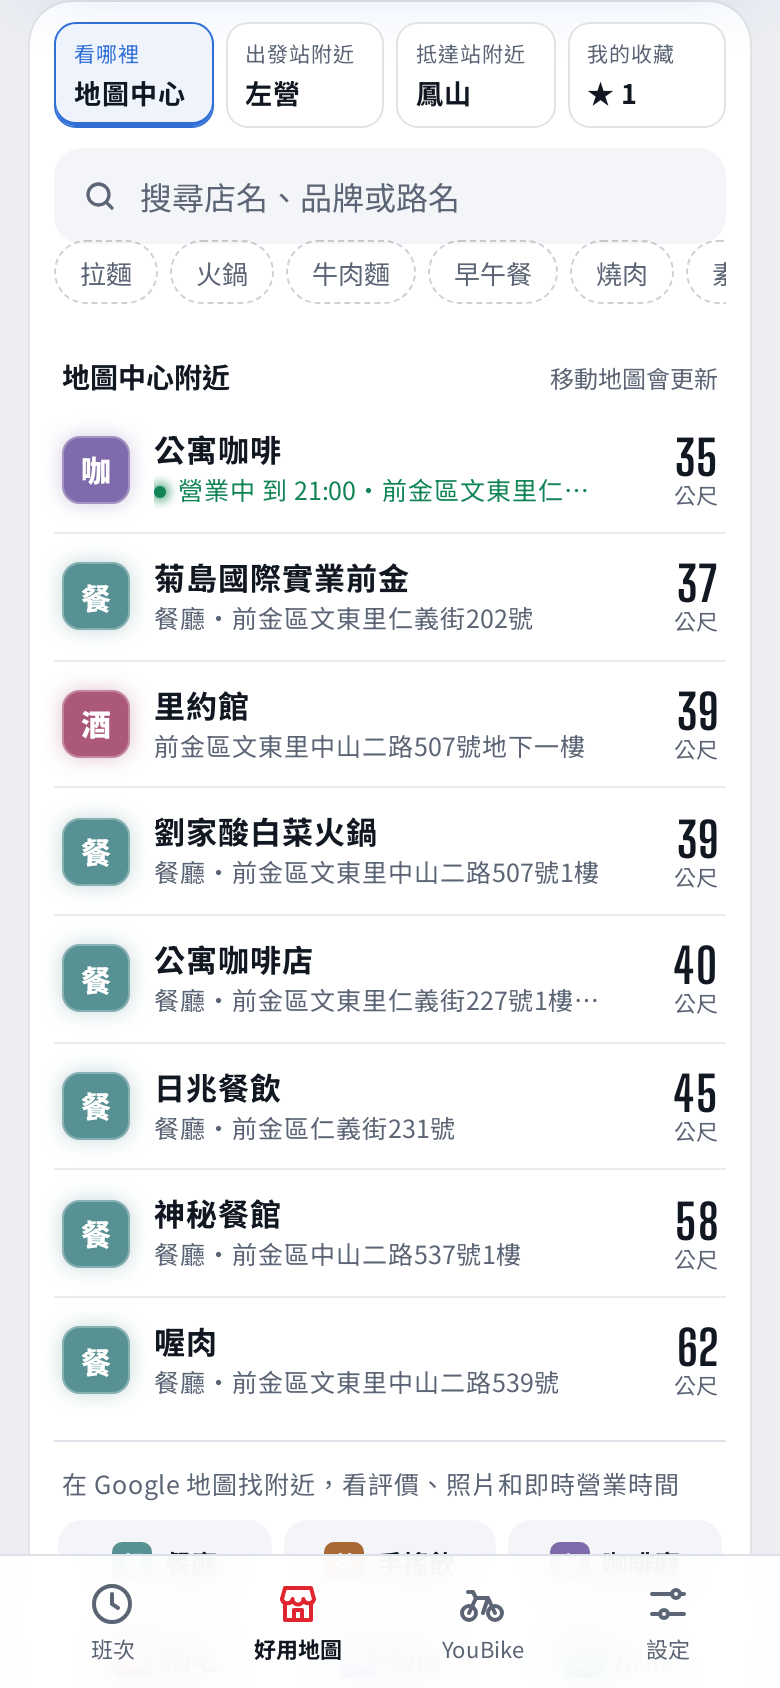 看哪裡
地圖中心
出發站附近
左營
抵達站附近
鳳山
我的收藏
★ 1
搜尋店名、品牌或路名
拉麵
火鍋
牛肉麵
早午餐
燒肉
地圖中心附近
移動地圖會更新
咖
公寓咖啡
營業中 到 21:00・前金區文東里仁…
35
公尺
餐
菊島國際實業前金
餐廳・前金區文東里仁義街202號
37
公尺
酒
里約館
前金區文東里中山二路507號地下一樓
39
公尺
餐
劉家酸白菜火鍋
餐廳・前金區文東里中山二路507號1樓
39
公尺
餐
公寓咖啡店
餐廳・前金區文東里仁義街227號1樓…
40
公尺
餐
日兆餐飲
餐廳・前金區仁義街231號
45
公尺
餐
神秘餐館
餐廳・前金區中山二路537號1樓
58
公尺
餐
喔肉
餐廳・前金區文東里中山二路539號
62
公尺
在 Google 地圖找附近，看評價、照片和即時營業時間
餐廳
手搖飲
咖啡廳
班次
好用地圖
YouBike
設定